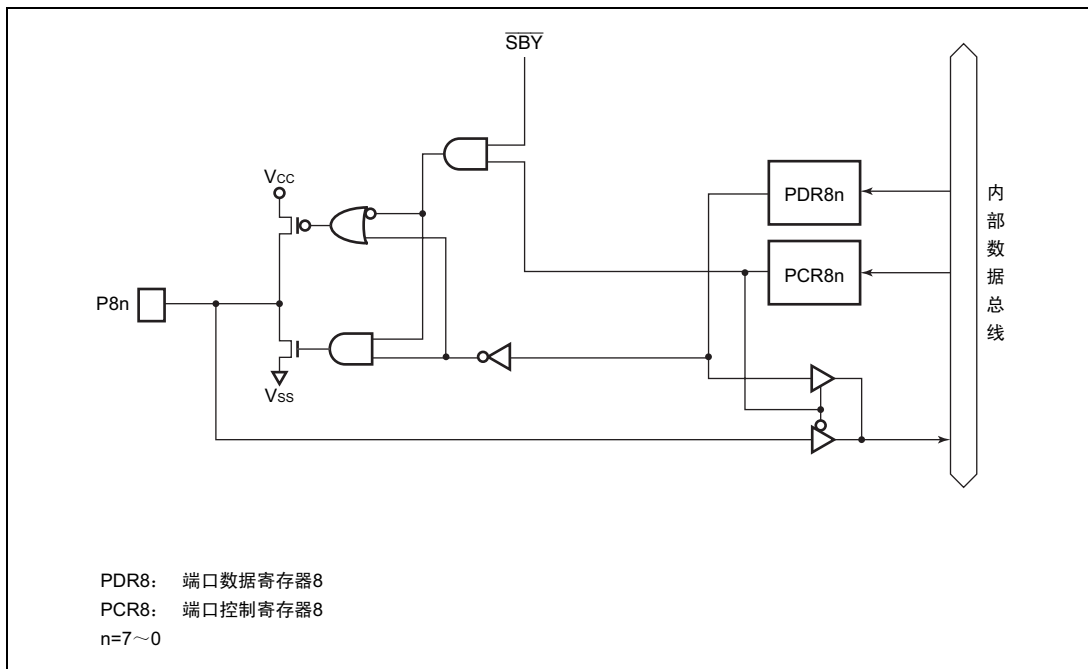 SBY
VCC
PDR8n
PCR8n
内部数据总线
P8n
VSS
PDR8： 端口数据寄存器8
PCR8： 端口控制寄存器8
n=7～0